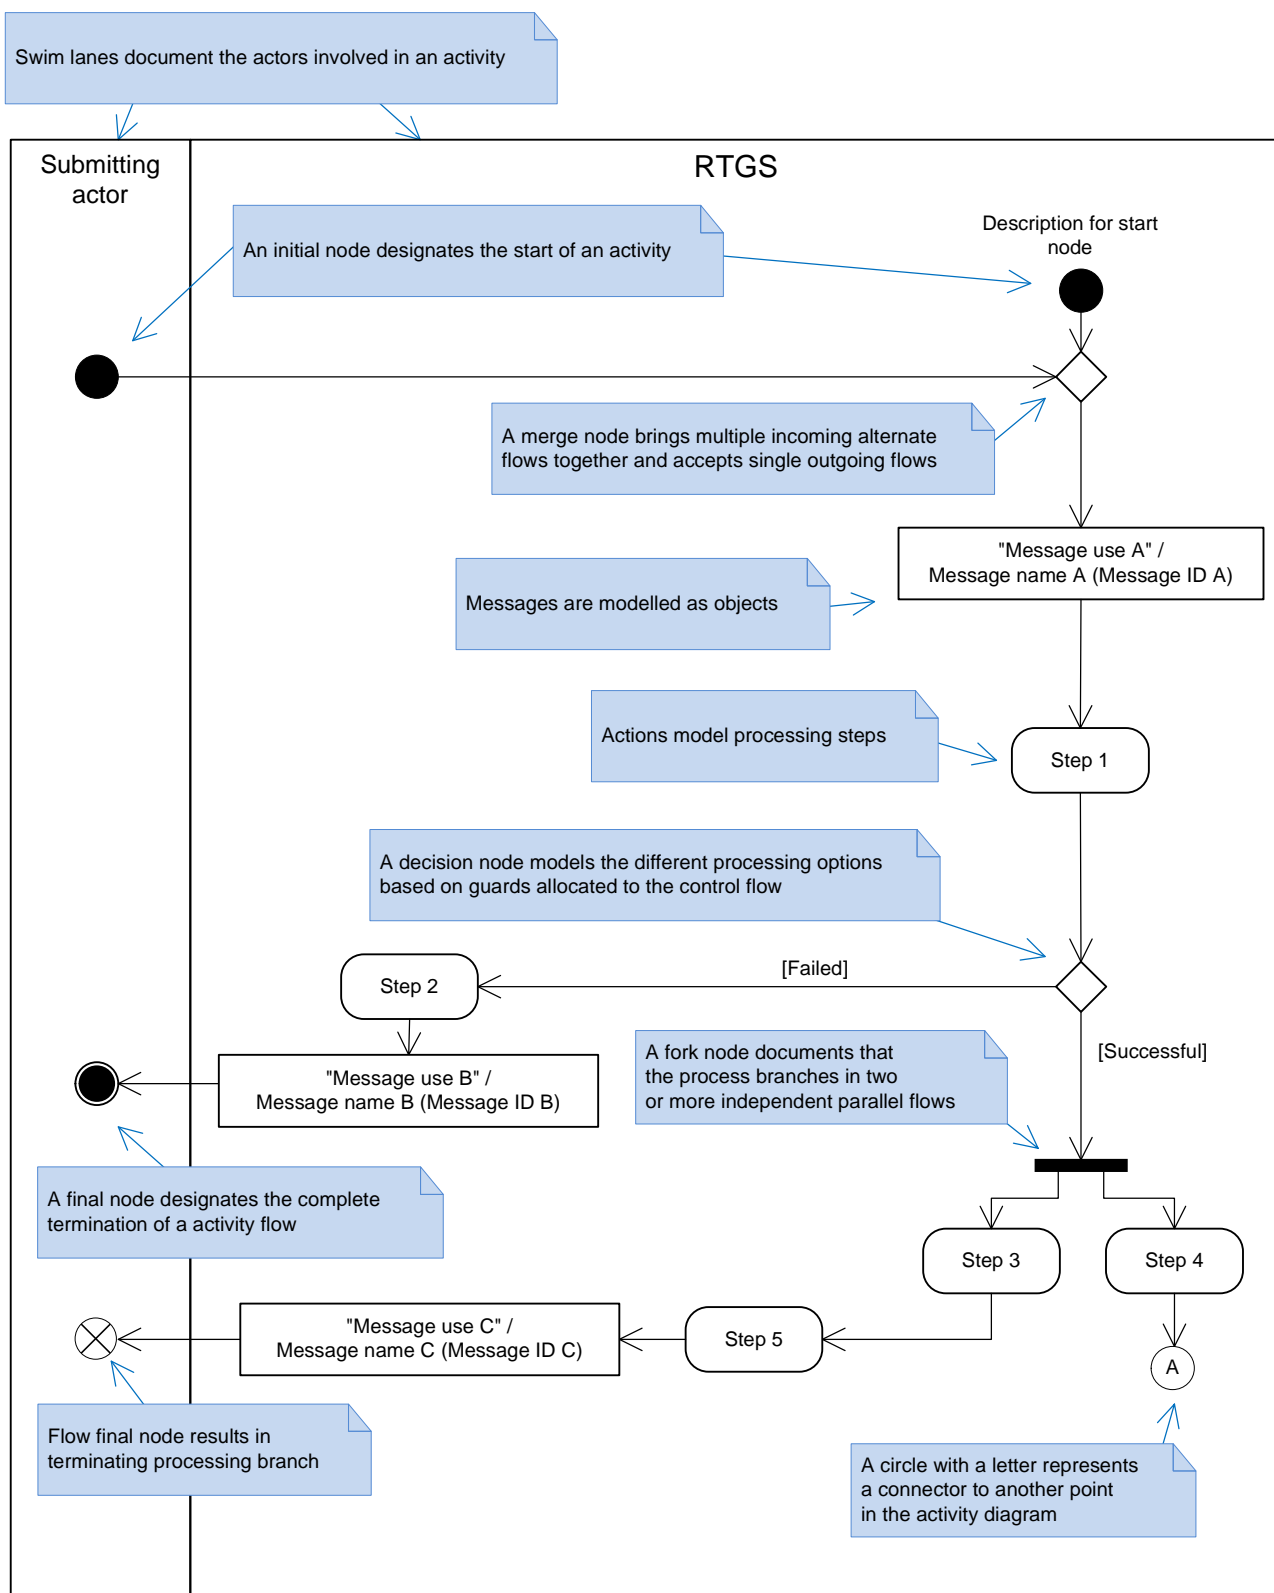 Swim lanes document the actors involved in an activity
Submitting
actor
RTGS
An initial node designates the start of an activity
Description for start
node
A merge node brings multiple incoming alternate
flows together and accepts single outgoing flows
"Message use A" /
Message name A (Message ID A)
Messages are modelled as objects
Actions model processing steps
Step 1
A decision node models the different processing options
based on guards allocated to the control flow
[Failed]
Step 2
[Successful]
A fork node documents that
the process branches in two
or more independent parallel flows
"Message use B" /
Message name B (Message ID B)
A final node designates the complete
termination of a activity flow
Step 3
Step 4
"Message use C" /
Message name C (Message ID C)
Step 5
A
Flow final node results in
terminating processing branch
A circle with a letter represents
a connector to another point
in the activity diagram